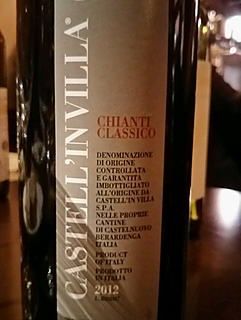 CASTELL'INVILLA®
CHIANTI
CLASSICO
DENOMINAZIONE
DI ORIGINE
CONTROLLATA
E GARANTITA
IMBOTTIGLIATO
ALL'ORIGINE DA
CASTELL'IN VILLA
S.P.A.
NELLE PROPRIE
CANTINE
DI CASTELNUOVO
BERARDENGA
ITALIA
PRODUCT
OF ITALY
PRODOTTO
IN ITALIA
2012